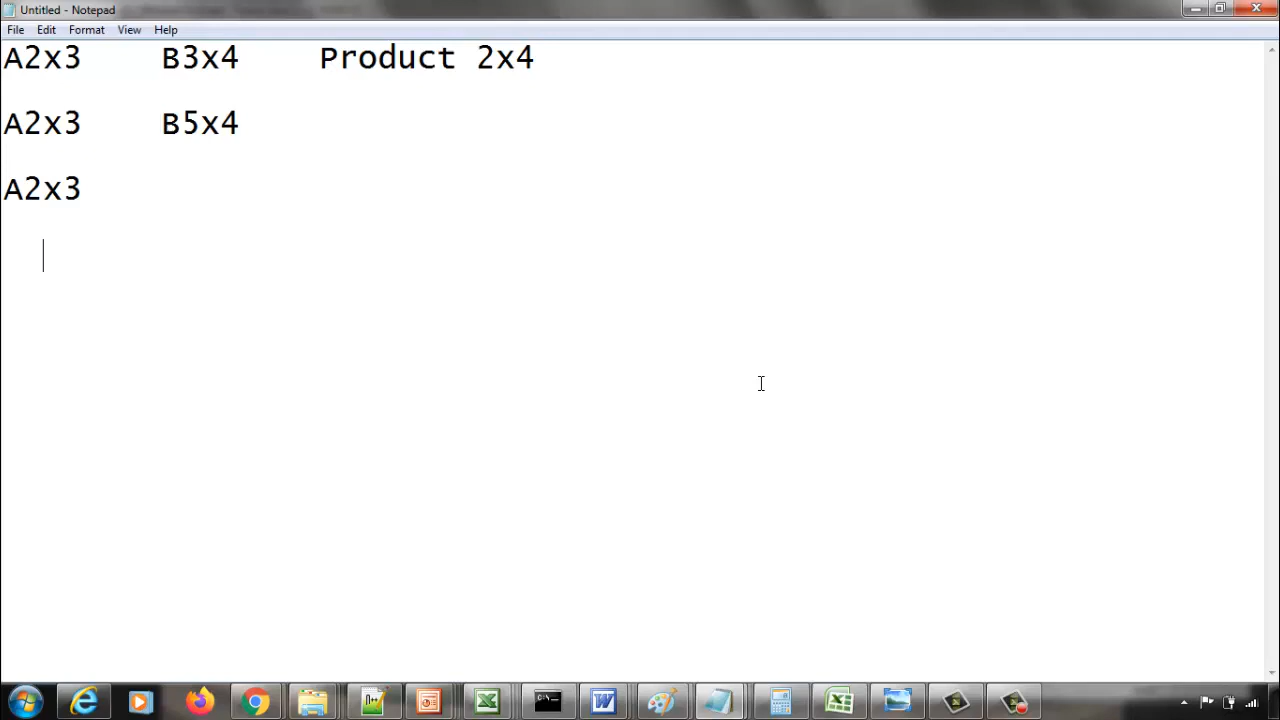 Untitled - Notepad
File Edit Format View Help
A2x3 B3x4 Product 2x4
A2x3 B5x4
A2x3